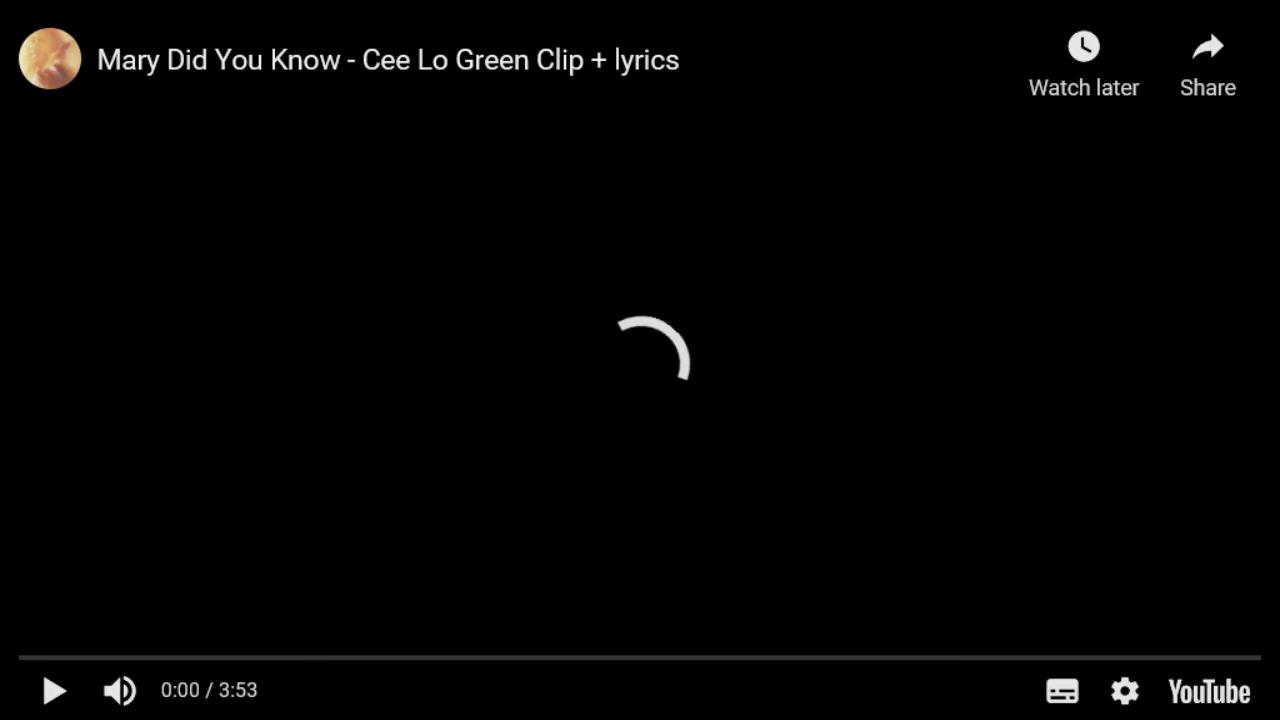 Mary Did You Know - Cee Lo Green Clip + lyrics
Watch later
Share
0:00 / 3:53
YouTube